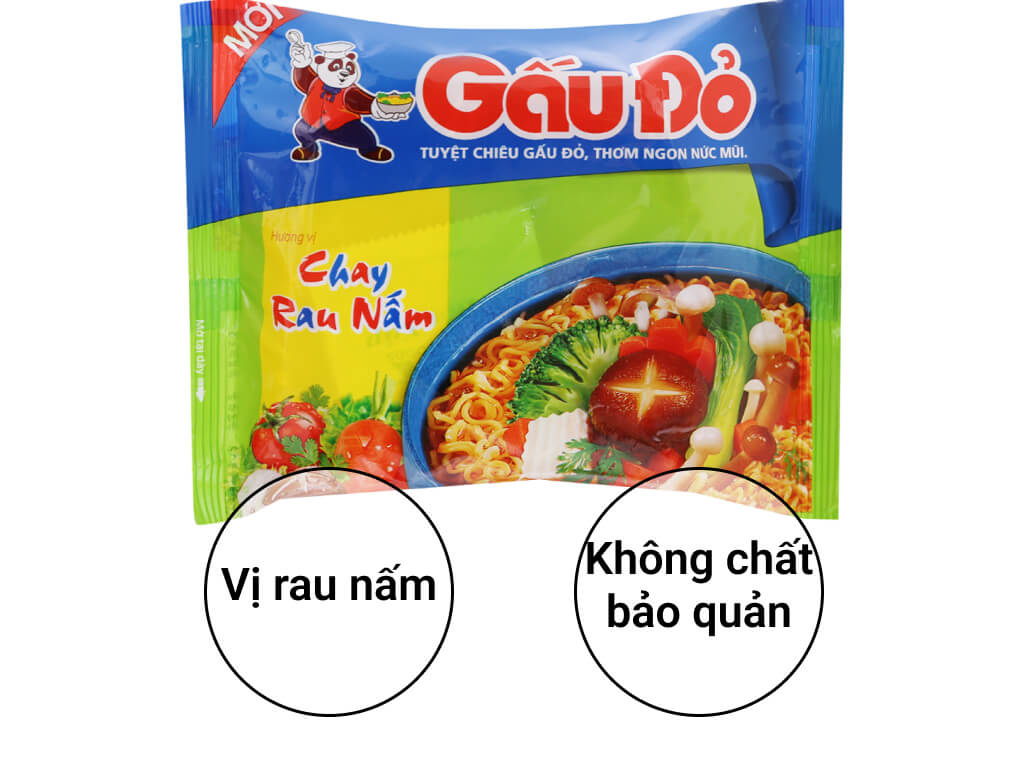 MỚI
Gấu Đỏ
TUYỆT CHIÊU GẤU ĐỎ, THƠM NGON NỨC MŨI.
Hương vị
Chay
Rau Nấm
Mở tại đây
Vị rau nấm
Không chất
bảo quản